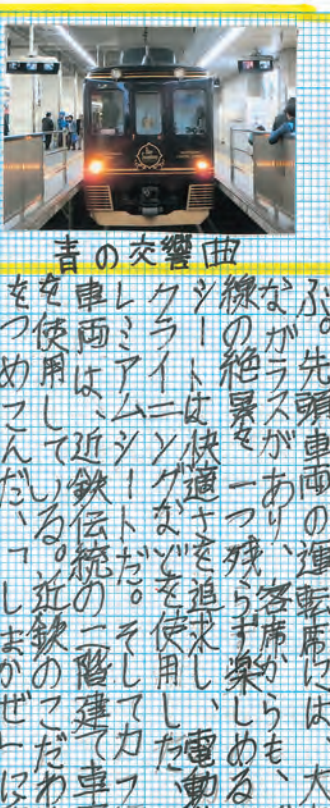 青の交響曲
ぶ。先頭車両の運転席には、大
なガラスがあり、客席からも、
線の絶景を一つ残らず楽しめる
シートは快適さを追求し、電動
クライニングなどを使用した、
レミアムシートだ。そしてカフ
車両は、近鉄伝統の二階建て車
を使用している。近鉄のこだわ
をつめこんだ、「しまかぜ」に